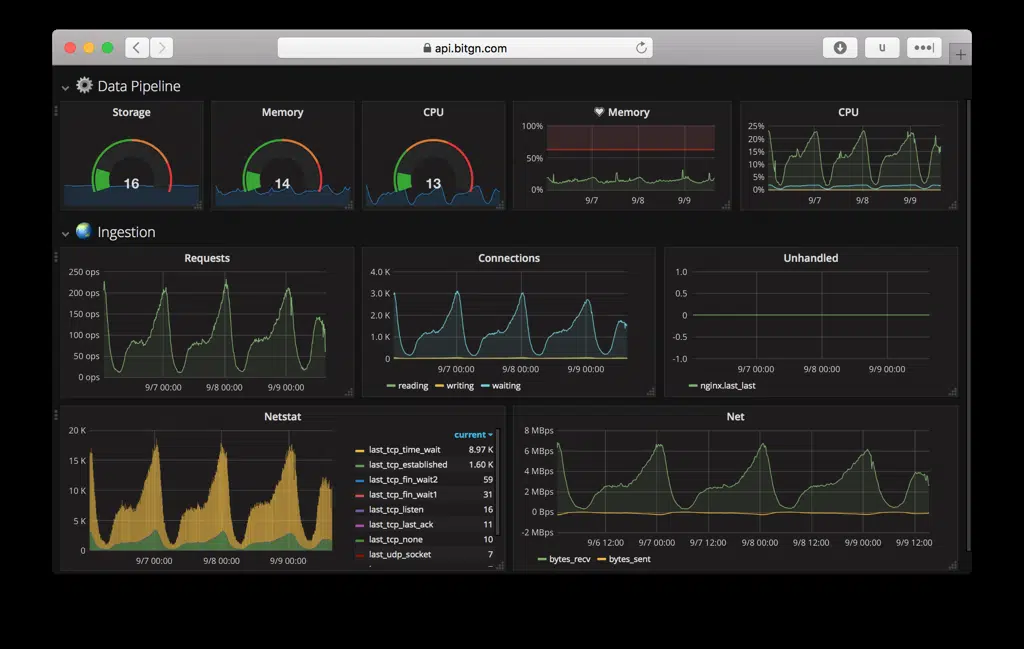 api.bitgn.com
U
Data Pipeline
Storage
Memory
CPU
Memory
CPU
16
14
13
100%
50%
0%
9/7
9/8
9/9
25%
20%
15%
10%
5%
0%
9/7
9/8
9/9
Ingestion
Requests
250 ops
200 ops
150 ops
100 ops
50 ops
0 ops
9/7 00:00
9/8 00:00
9/9 00:00
Connections
4.0 K
3.0 K
2.0 K
1.0 K
0
9/7 00:00
9/8 00:00
9/9 00:00
reading writing waiting
Unhandled
1.0
0.5
0
-0.5
-1.0
9/7 00:00
9/8 00:00
9/9 00:00
nginx.last_last
Netstat
20 K
15 K
10 K
5 K
0
9/7 00:00
9/8 00:00
9/9 00:00
current
last_tcp_time_wait 8.97 K
last_tcp_established 1.60 K
last_tcp_fin_wait2 59
last_tcp_fin_wait1 31
last_tcp_listen 16
last_tcp_last_ack 11
last_tcp_none 10
last_udp_socket 7
Net
8 MBps
6 MBps
4 MBps
2 MBps
0 Bps
-2 MBps
9/6 12:00
9/7 00:00
9/7 12:00
9/8 00:00
9/8 12:00
9/9 00:00
9/9 12:00
bytes_recv bytes_sent